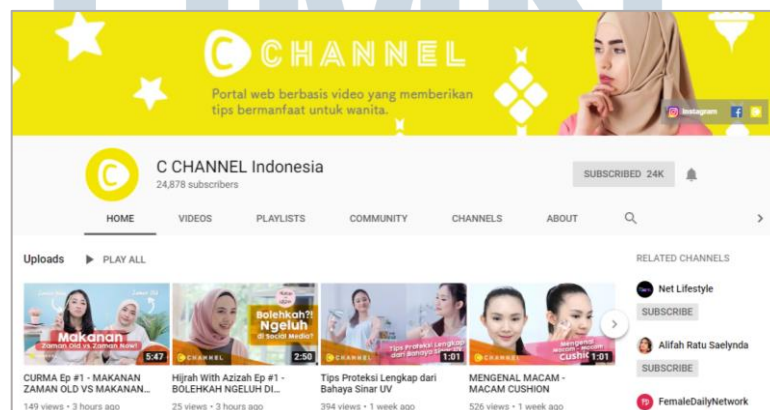 C CHANNEL
Portal web berbasis video yang memberikan
tips bermanfaat untuk wanita.
Instagram
C CHANNEL Indonesia
24,878 subscribers
SUBSCRIBED 24K
HOME VIDEOS PLAYLISTS COMMUNITY CHANNELS ABOUT
Uploads PLAY ALL
RELATED CHANNELS
Makanan
Zaman Old vs Zaman Now!
5:47
Bolehkah?!
Ngeluh
di Social Media?
C CHANNEL
2:50
Tips Proteksi Lengkap
dari Bahaya Sinar UV
C CHANNEL
1:01
Mengenal
Macam - Macam
Cushion
C CHANNEL
1:01
CURMA Ep #1 - MAKANAN
ZAMAN OLD VS MAKANAN...
149 views • 3 hours ago
Hijrah With Azizah Ep #1 -
BOLEHKAH NGELUH DI...
25 views • 3 hours ago
Tips Proteksi Lengkap dari
Bahaya Sinar UV
394 views • 1 week ago
MENGENAL MACAM -
MACAM CUSHION
526 views • 1 week ago
Net Lifestyle
SUBSCRIBE
Alifah Ratu Saelynda
SUBSCRIBE
FemaleDailyNetwork